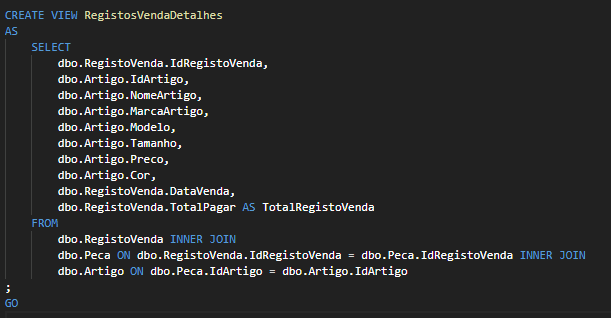 CREATE VIEW RegistosVendaDetalhes
AS
SELECT
dbo.RegistoVenda.IdRegistoVenda,
dbo.Artigo.IdArtigo,
dbo.Artigo.NomeArtigo,
dbo.Artigo.MarcaArtigo,
dbo.Artigo.Modelo,
dbo.Artigo.Tamanho,
dbo.Artigo.Preco,
dbo.Artigo.Cor,
dbo.RegistoVenda.DataVenda,
dbo.RegistoVenda.TotalPagar AS TotalRegistoVenda
FROM
dbo.RegistoVenda INNER JOIN
dbo.Peca ON dbo.RegistoVenda.IdRegistoVenda = dbo.Peca.IdRegistoVenda INNER JOIN
dbo.Artigo ON dbo.Peca.IdArtigo = dbo.Artigo.IdArtigo
;
GO